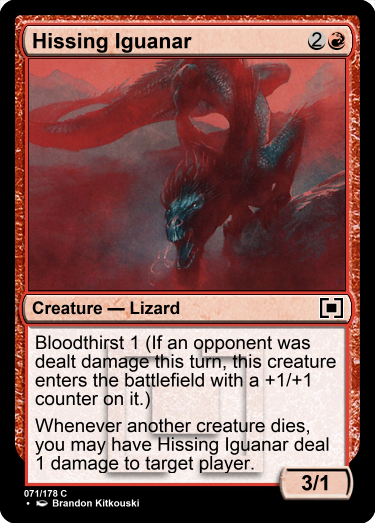 Hissing Iguanar 2
Creature — Lizard
Bloodthirst 1 (If an opponent was
dealt damage this turn, this creature
enters the battlefield with a +1/+1
counter on it.)
Whenever another creature dies,
you may have Hissing Iguanar deal
1 damage to target player.
3/1
071/178 C
• Brandon Kitkouski